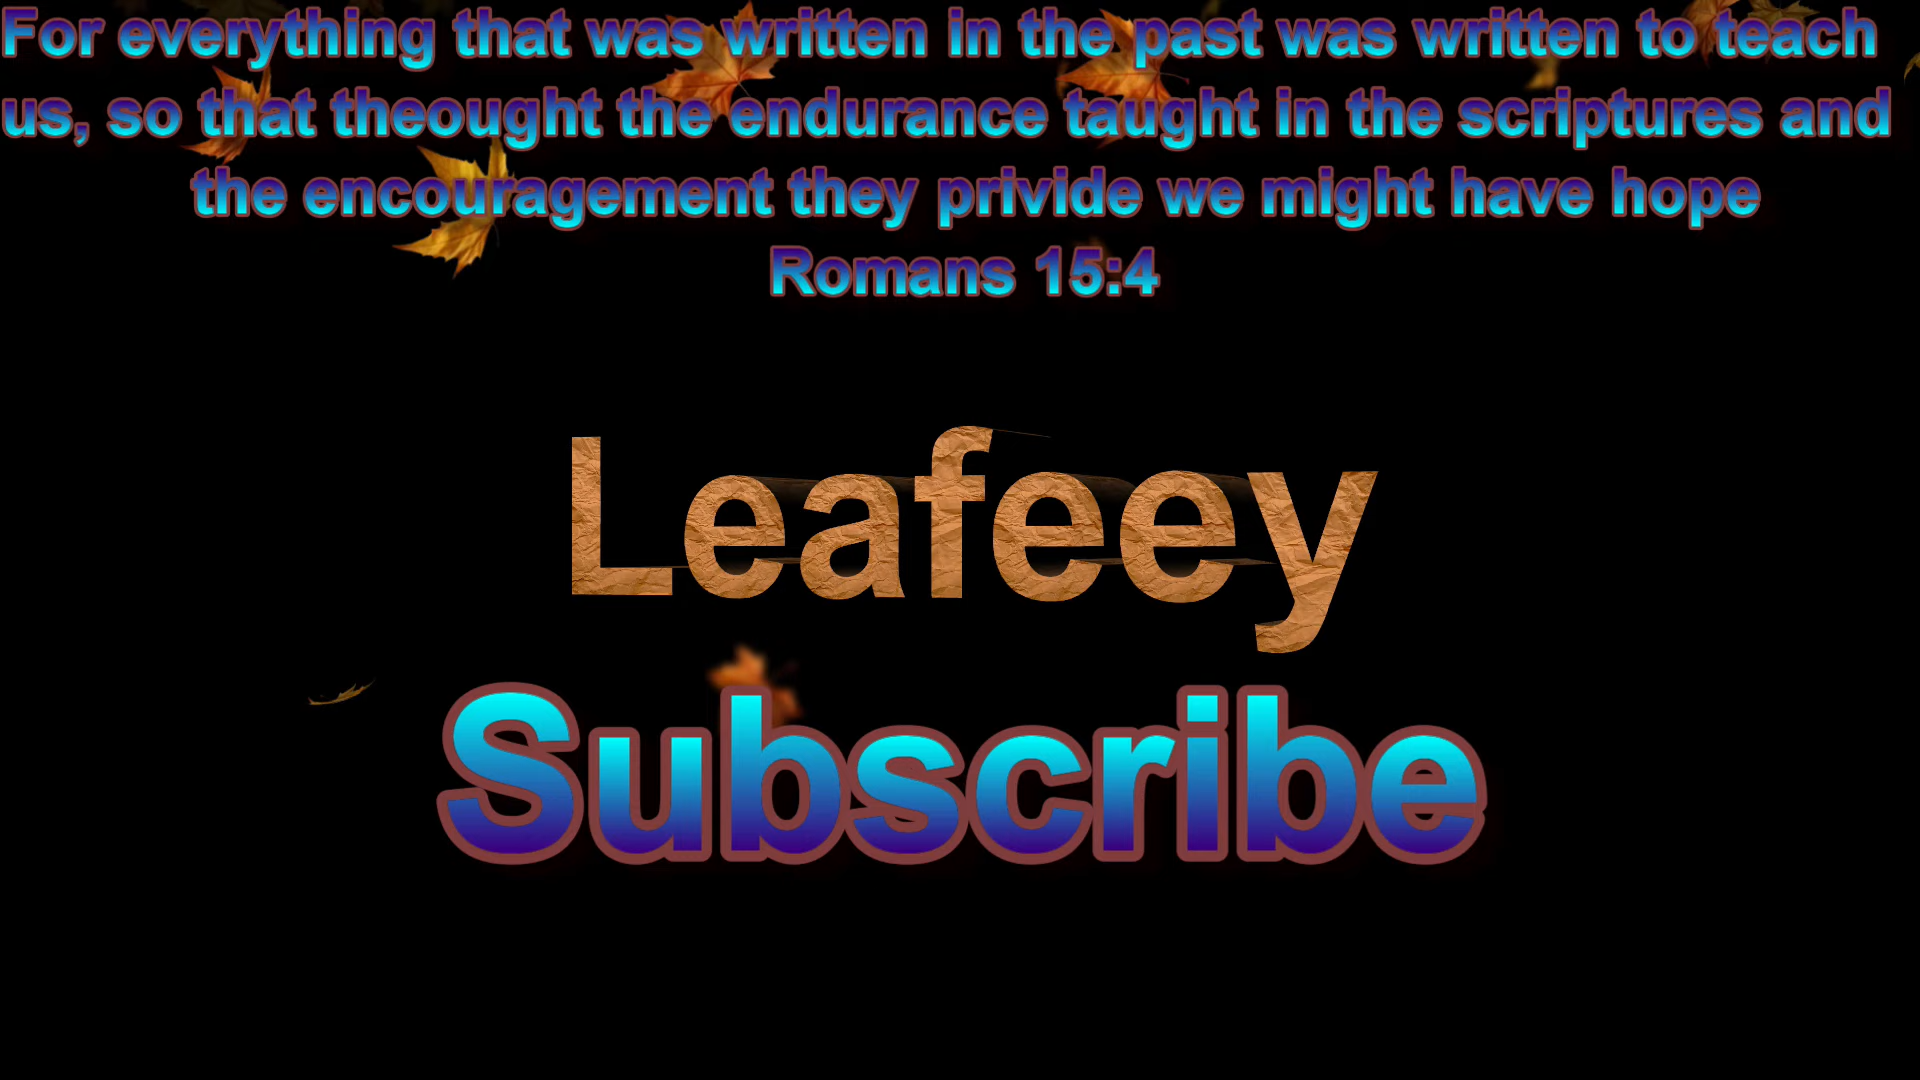 For everything that was written in the past was written to teach
us, so that theought the endurance taught in the scriptures and
the encouragement they privide we might have hope
Romans 15:4
Leafeey
Subscribe